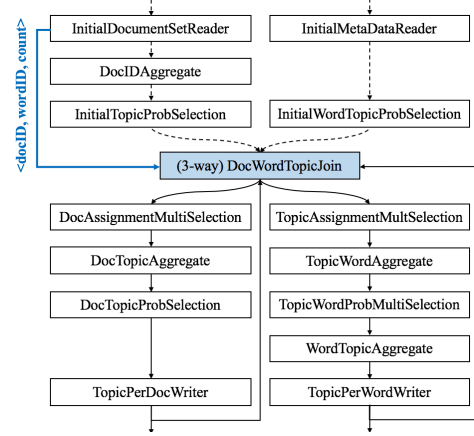 InitialDocumentSetReader
InitialMetaDataReader
<docID, wordID, count>
DocIDAggregate
InitialTopicProbSelection
InitialWordTopicProbSelection
(3-way) DocWordTopicJoin
DocAssignmentMultiSelection
TopicAssignmentMultSelection
DocTopicAggregate
TopicWordAggregate
DocTopicProbSelection
TopicWordProbMultiSelection
WordTopicAggregate
TopicPerDocWriter
TopicPerWordWriter